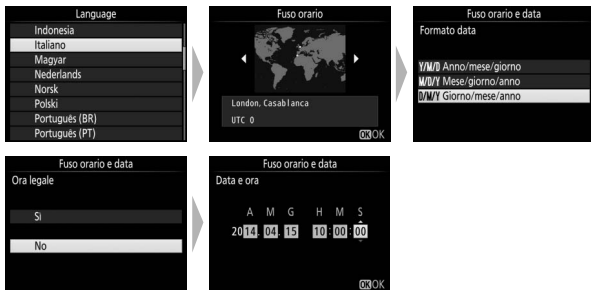 Language
Indonesia
Italiano
Magyar
Nederlands
Norsk
Polski
Português (BR)
Português (PT)
Fuso orario
London, Casablanca
UTC 0
OK OK
Fuso orario e data
Formato data
Y/M/D Anno/mese/giorno
M/D/Y Mese/giorno/anno
D/M/Y Giorno/mese/anno
Fuso orario e data
Ora legale
Sì
No
Fuso orario e data
Data e ora
A M G H M S
2014. 04. 15 10:00:00
OK OK